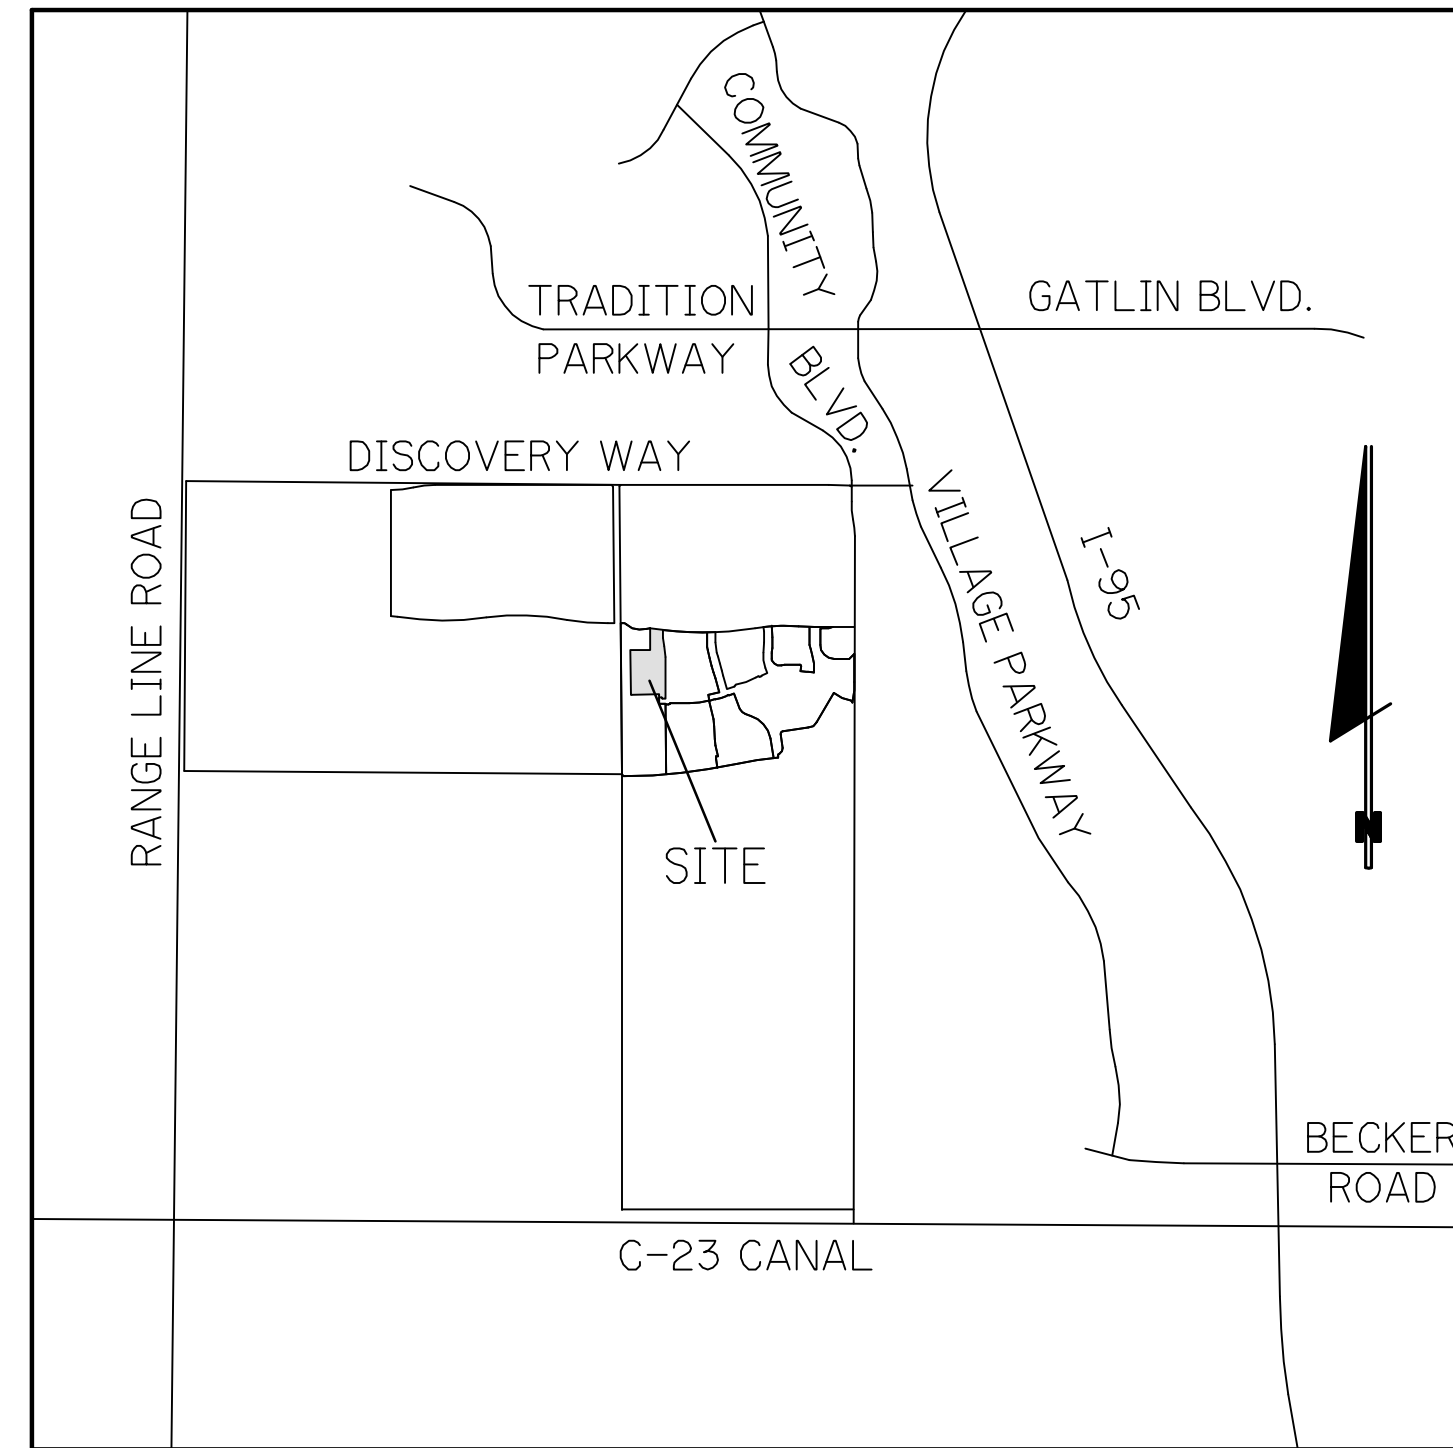 COMMUNITY
BLVD.
TRADITION
PARKWAY
GATLIN BLVD.
DISCOVERY WAY
VILLAGE PARKWAY
I-95
RANGE LINE ROAD
N
SITE
BECKER
ROAD
C-23 CANAL